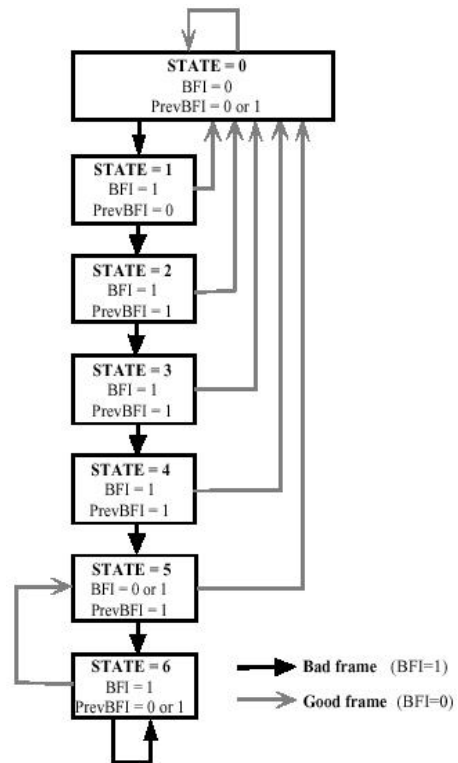 STATE = 0
BFI = 0
PrevBFI = 0 or 1
STATE = 1
BFI = 1
PrevBFI = 0
STATE = 2
BFI = 1
PrevBFI = 1
STATE = 3
BFI = 1
PrevBFI = 1
STATE = 4
BFI = 1
PrevBFI = 1
STATE = 5
BFI = 0 or 1
PrevBFI = 1
STATE = 6
BFI = 1
PrevBFI = 0 or 1
Bad frame (BFI=1)
Good frame (BFI=0)